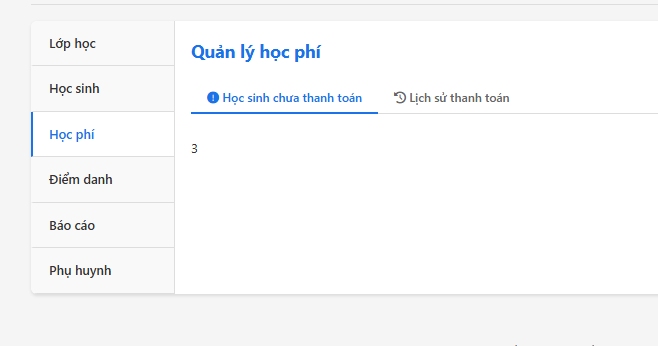 Lớp học
Học sinh
Học phí
Điểm danh
Báo cáo
Phụ huynh
Quản lý học phí
Học sinh chưa thanh toán
Lịch sử thanh toán
3